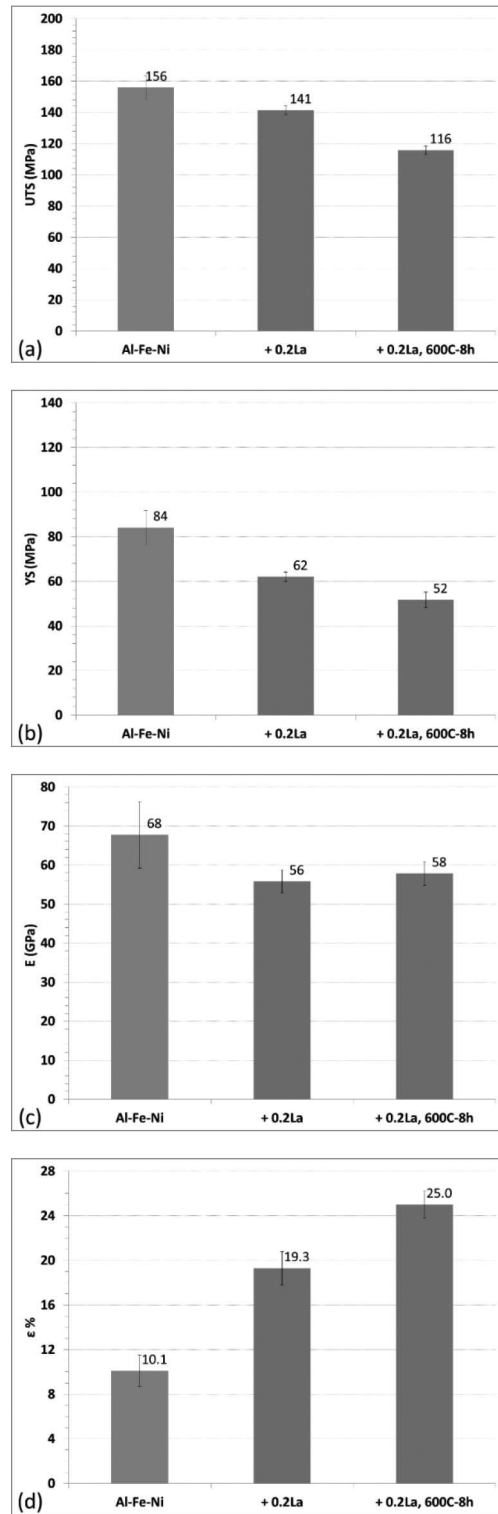 200
180
160
140
120
100
80
60
40
20
0
UTS (MPa)
156
141
116
Al-Fe-Ni
+ 0.2La
+ 0.2La, 600C-8h
(a)
140
120
100
80
60
40
20
0
YS (MPa)
84
62
52
Al-Fe-Ni
+ 0.2La
+ 0.2La, 600C-8h
(b)
80
70
60
50
40
30
20
10
0
E (GPa)
68
56
58
Al-Fe-Ni
+ 0.2La
+ 0.2La, 600C-8h
(c)
28
24
20
16
12
8
4
0
ε %
10.1
19.3
25.0
Al-Fe-Ni
+ 0.2La
+ 0.2La, 600C-8h
(d)